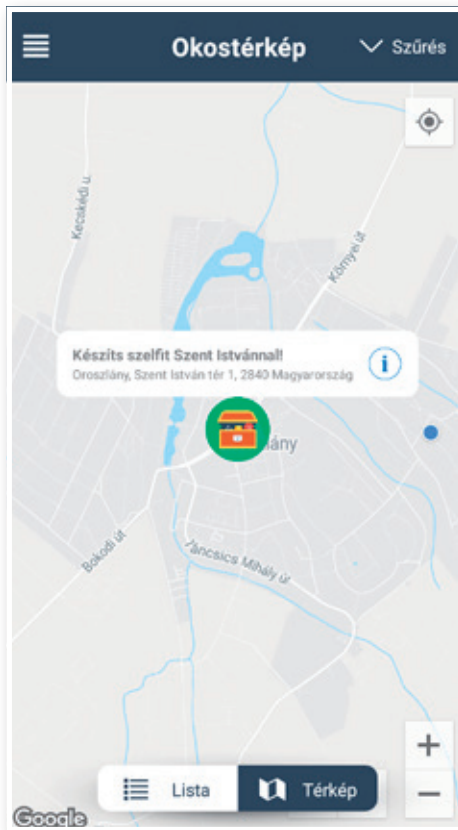 Okostérkép
Szűrés
Kecskédi u.
Környei út
Készíts szelfit Szent Istvánnal!
Oroszlány, Szent István tér 1, 2840 Magyarország
i
ány
Bokodi út
Táncsics Mihály út
Lista
Térkép
Google